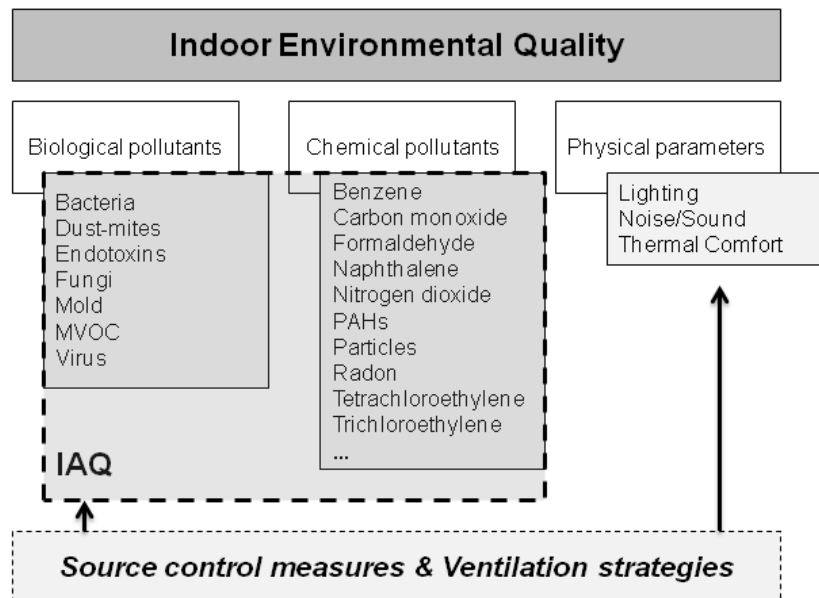 Indoor Environmental Quality
Biological pollutants
Chemical pollutants
Physical parameters
Bacteria
Dust-mites
Endotoxins
Fungi
Mold
MVOC
Virus
Benzene
Carbon monoxide
Formaldehyde
Naphthalene
Nitrogen dioxide
PAHs
Particles
Radon
Tetrachloroethylene
Trichloroethylene
...
Lighting
Noise/Sound
Thermal Comfort
IAQ
Source control measures & Ventilation strategies